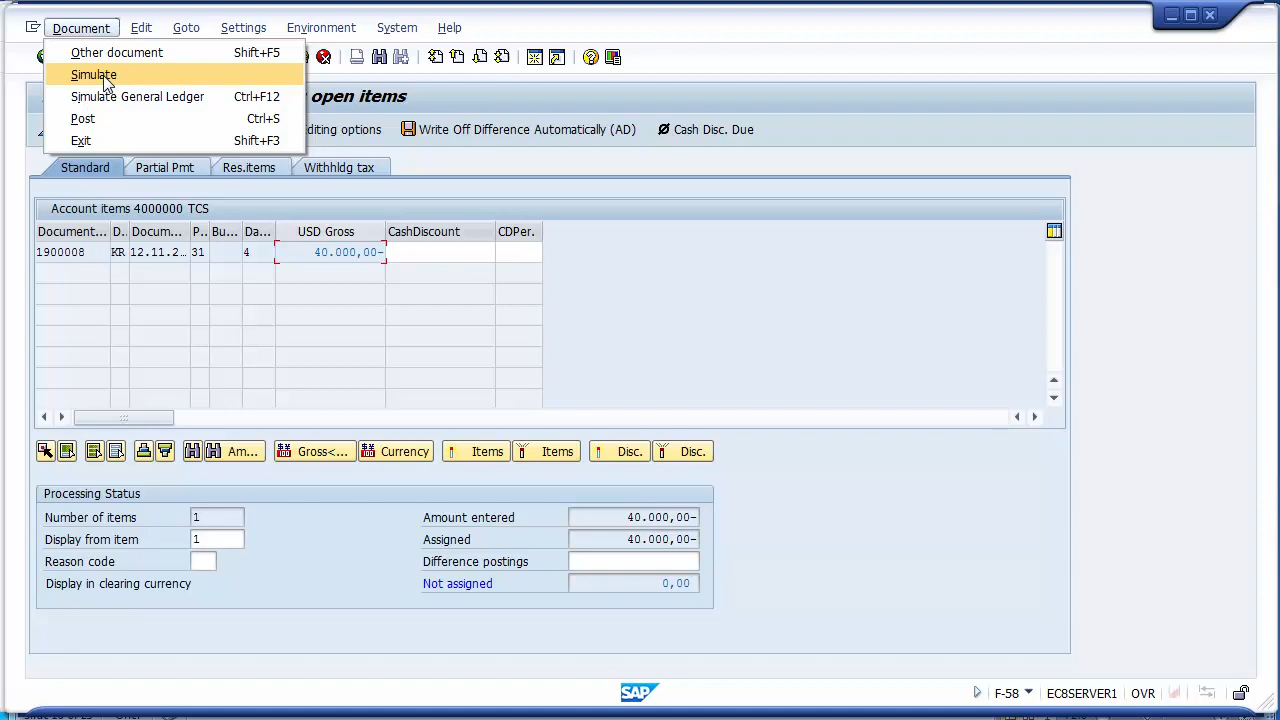 Document Edit Goto Settings Environment System Help
Other document Shift+F5
Simulate
Simulate General Ledger Ctrl+F12
Post Ctrl+S
Exit Shift+F3
open items
diting options Write Off Difference Automatically (AD) Cash Disc. Due
Standard Partial Pmt Res.items Withhldg tax
Account items 4000000 TCS
Document... D. Docum... P.. Bu... Da... USD Gross CashDiscount CDPer.
1900008 KR 12.11.2... 31 4 40.000,00-
Am... Gross<... Currency Items Items Disc. Disc.
Processing Status
Number of items 1 Amount entered 40.000,00-
Display from item 1 Assigned 40.000,00-
Reason code Difference postings
Display in clearing currency Not assigned 0,00
SAP F-58 EC8SERVER1 OVR